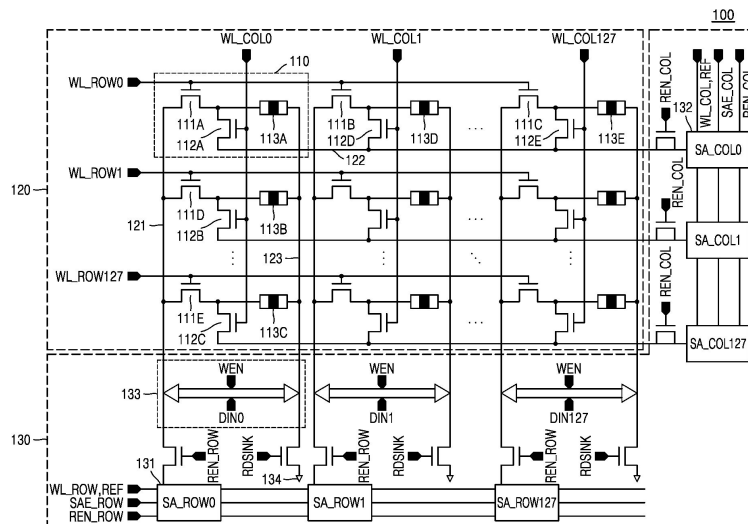 100
WL_COL0
WL_COL1
WL_COL127
110
WL_ROW0
REN_COL
WL_COL,REF
SAE_COL
REN_COL
132
111A
112A
113A
111B
112D
113D
...
111C
112E
113E
122
SA_COL0
120
WL_ROW1
REN_COL
121
111D
112B
113B
...
SA_COL1
123
WL_ROW127
REN_COL
111E
112C
113C
...
SA_COL127
133
WEN
WEN
WEN
DIN0
DIN1
DIN127
130
REN_ROW
RDSINK
REN_ROW
RDSINK
REN_ROW
RDSINK
131
134
WL_ROW,REF
SAE_ROW
REN_ROW
SA_ROW0
SA_ROW1
SA_ROW127